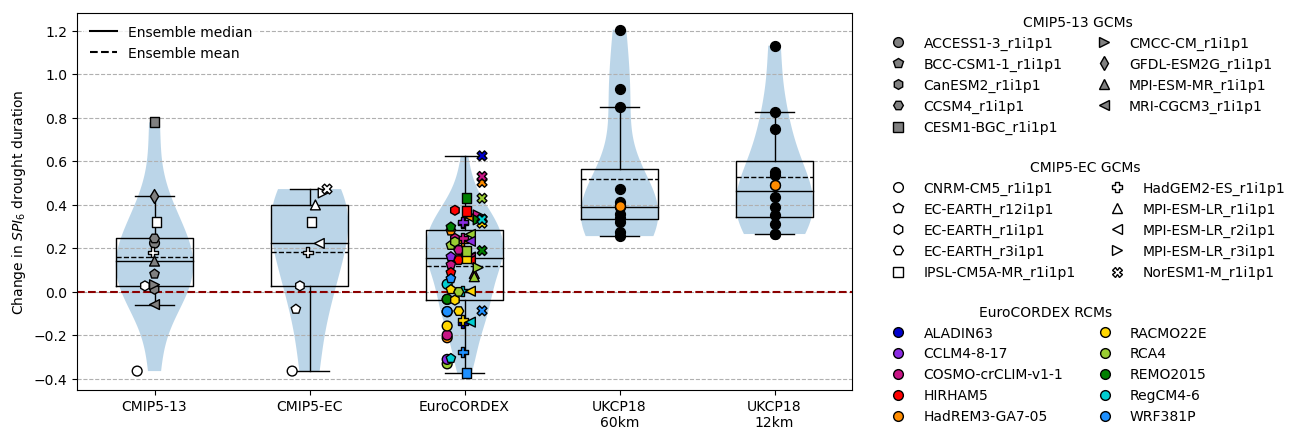 Change in SPI6 drought duration
1.2
1.0
0.8
0.6
0.4
0.2
0.0
−0.2
−0.4
Ensemble median
Ensemble mean
CMIP5-13
CMIP5-EC
EuroCORDEX
UKCP18
60km
UKCP18
12km
CMIP5-13 GCMs
ACCESS1-3_r1i1p1
BCC-CSM1-1_r1i1p1
CanESM2_r1i1p1
CCSM4_r1i1p1
CESM1-BGC_r1i1p1
CMCC-CM_r1i1p1
GFDL-ESM2G_r1i1p1
MPI-ESM-MR_r1i1p1
MRI-CGCM3_r1i1p1
CMIP5-EC GCMs
CNRM-CM5_r1i1p1
EC-EARTH_r12i1p1
EC-EARTH_r1i1p1
EC-EARTH_r3i1p1
IPSL-CM5A-MR_r1i1p1
HadGEM2-ES_r1i1p1
MPI-ESM-LR_r1i1p1
MPI-ESM-LR_r2i1p1
MPI-ESM-LR_r3i1p1
NorESM1-M_r1i1p1
EuroCORDEX RCMs
ALADIN63
CCLM4-8-17
COSMO-crCLIM-v1-1
HIRHAM5
HadREM3-GA7-05
RACMO22E
RCA4
REMO2015
RegCM4-6
WRF381P